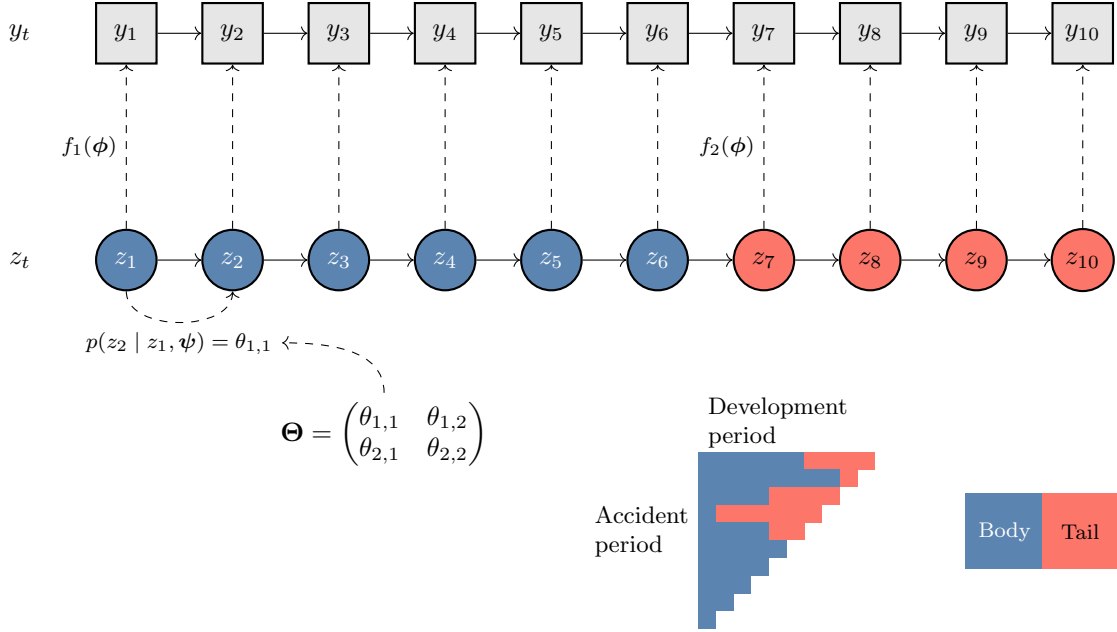 y_t y_1 y_2 y_3 y_4 y_5 y_6 y_7 y_8 y_9 y_10
f_1(ϕ) f_2(ϕ)
z_t z_1 z_2 z_3 z_4 z_5 z_6 z_7 z_8 z_9 z_10
p(z_2 | z_1, ψ) = θ_{1,1}
Θ = (θ_{1,1} θ_{1,2}
θ_{2,1} θ_{2,2})
Development
period
Accident
period
Body Tail